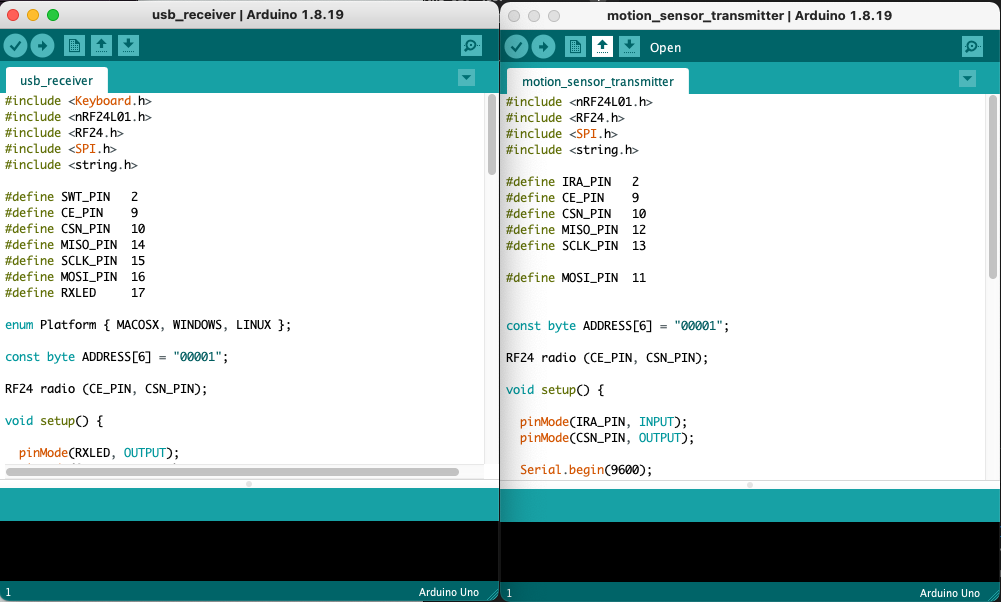 usb_receiver | Arduino 1.8.19
usb_receiver
#include <Keyboard.h>
#include <nRF24L01.h>
#include <RF24.h>
#include <SPI.h>
#include <string.h>
#define SWT_PIN   2
#define CE_PIN    9
#define CSN_PIN   10
#define MISO_PIN  14
#define SCLK_PIN  15
#define MOSI_PIN  16
#define RXLED     17
enum Platform { MACOSX, WINDOWS, LINUX };
const byte ADDRESS[6] = "00001";
RF24 radio (CE_PIN, CSN_PIN);
void setup() {
  pinMode(RXLED, OUTPUT);
1
Arduino Uno
motion_sensor_transmitter | Arduino 1.8.19
Open
motion_sensor_transmitter
#include <nRF24L01.h>
#include <RF24.h>
#include <SPI.h>
#include <string.h>
#define IRA_PIN   2
#define CE_PIN    9
#define CSN_PIN   10
#define MISO_PIN  12
#define SCLK_PIN  13
#define MOSI_PIN  11
const byte ADDRESS[6] = "00001";
RF24 radio (CE_PIN, CSN_PIN);
void setup() {
  pinMode(IRA_PIN, INPUT);
  pinMode(CSN_PIN, OUTPUT);
  Serial.begin(9600);
1
Arduino Uno